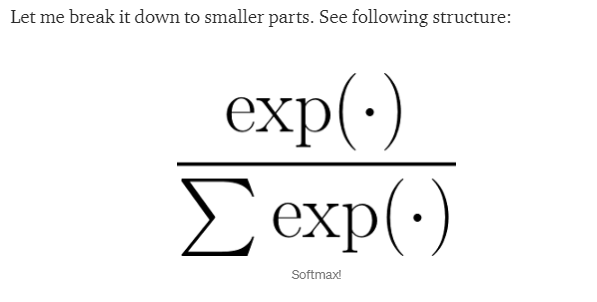 Let me break it down to smaller parts. See following structure:
exp(·)
∑ exp(·)
Softmax!